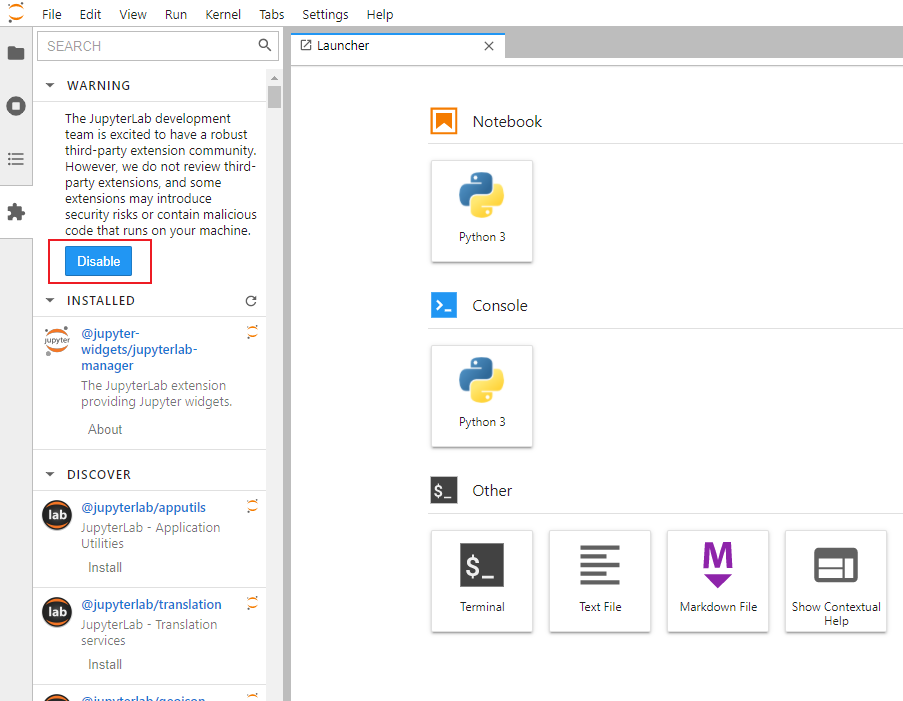 File Edit View Run Kernel Tabs Settings Help
SEARCH
WARNING
The JupyterLab development
team is excited to have a robust
third-party extension community.
However, we do not review third-
party extensions, and some
extensions may introduce
security risks or contain malicious
code that runs on your machine.
Disable
INSTALLED
jupyter
@jupyter-
widgets/jupyterlab-
manager
The JupyterLab extension
providing Jupyter widgets.
About
DISCOVER
lab
@jupyterlab/apputils
JupyterLab - Application
Utilities
Install
lab
@jupyterlab/translation
JupyterLab - Translation
services
Install
@jupyterlab/geojson
Launcher
Notebook
Python 3
Console
Python 3
$_
Other
$_
Terminal
Text File
M
Markdown File
Show Contextual
Help